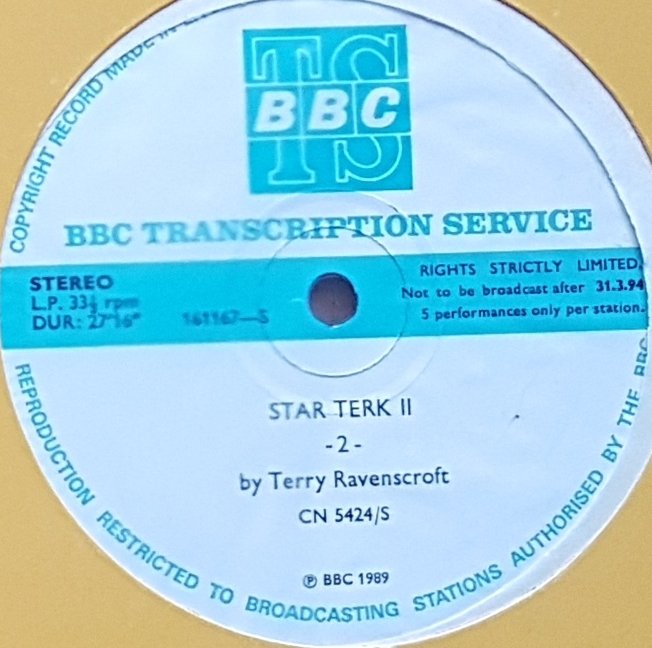 COPYRIGHT RECORD MADE IN
TS
BBC
BBC TRANSCRIPTION SERVICE
STEREO
L.P. 33⅓ rpm
DUR: 27'16"
161167—S
RIGHTS STRICTLY LIMITED.
Not to be broadcast after 31.3.94
5 performances only per station.
STAR TERK II
-2-
by Terry Ravenscroft
CN 5424/S
℗ BBC 1989
REPRODUCTION RESTRICTED TO BROADCASTING STATIONS AUTHORISED BY THE BBC